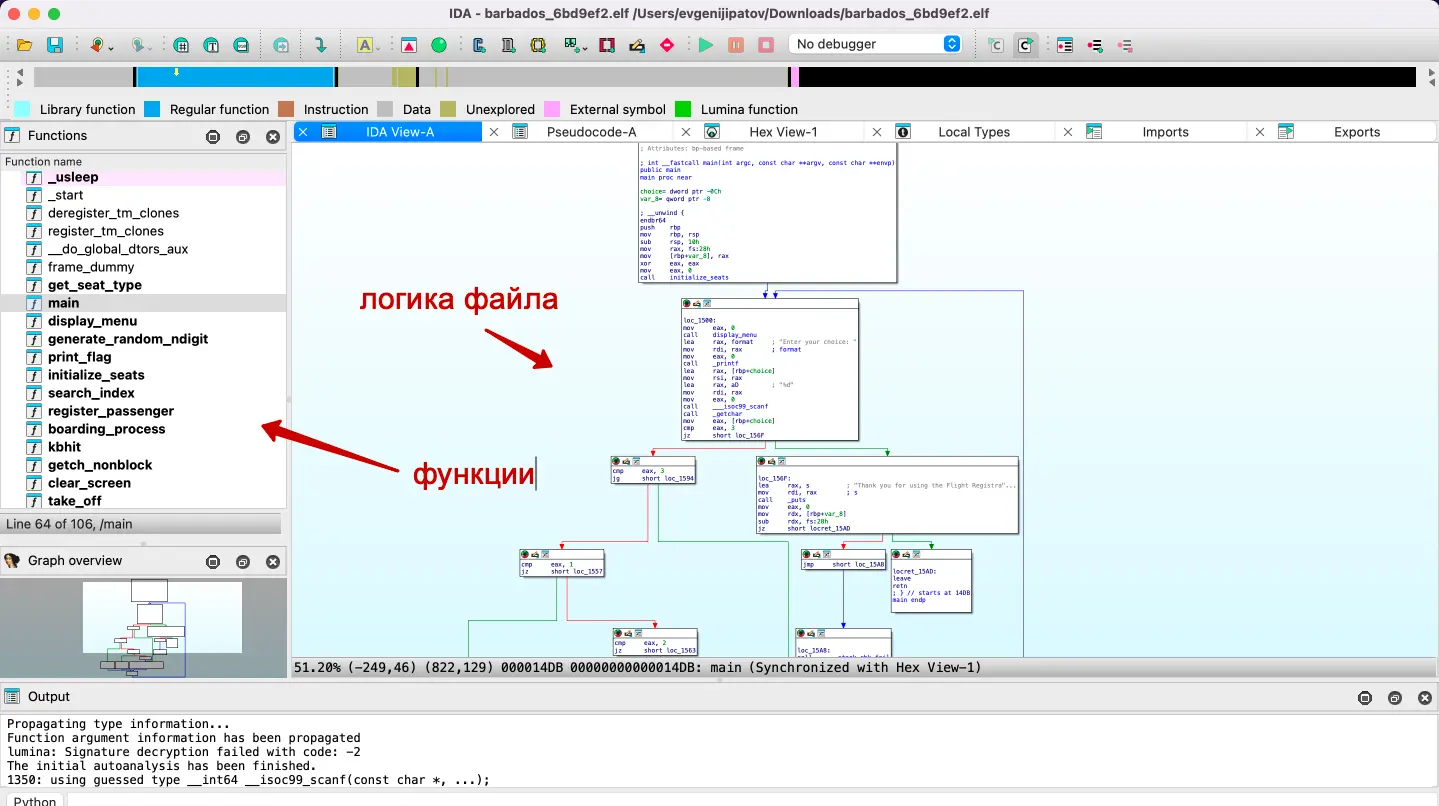 IDA - barbados_6bd9ef2.elf /Users/evgenijipatov/Downloads/barbados_6bd9ef2.elf
No debugger
Library function Regular function Instruction Data Unexplored External symbol Lumina function
Functions
IDA View-A Pseudocode-A Hex View-1 Local Types Imports Exports
Function name
_usleep
_start
deregister_tm_clones
register_tm_clones
__do_global_dtors_aux
frame_dummy
get_seat_type
main
display_menu
generate_random_ndigit
print_flag
initialize_seats
search_index
register_passenger
boarding_process
kbhit
getch_nonblock
clear_screen
take_off
Line 64 of 106, /main
Graph overview
; Attributes: bp-based frame
; int __fastcall main(int argc, const char **argv, const char **envp)
public main
main proc near
choice= dword ptr -0Ch
var_8= qword ptr -8
; __unwind {
endbr64
push rbp
mov rbp, rsp
sub rsp, 10h
mov rax, fs:28h
mov [rbp+var_8], rax
xor eax, eax
mov eax, 0
call initialize_seats
логика файла
функции
loc_1500:
mov eax, 0
call display_menu
lea rax, format ; "Enter your choice: "
mov rdi, rax ; format
mov eax, 0
call _printf
lea rax, [rbp+choice]
mov rsi, rax
lea rax, aD ; "%d"
mov rdi, rax
mov eax, 0
call ___isoc99_scanf
call _getchar
mov eax, [rbp+choice]
cmp eax, 3
jz short loc_156F
cmp eax, 3
jg short loc_1594
loc_156F:
lea rax, s ; "Thank you for using the Flight Registra"...
mov rdi, rax ; s
call _puts
mov eax, 0
mov rdx, [rbp+var_8]
sub rdx, fs:28h
jz short locret_15AD
cmp eax, 1
jz short loc_1557
jmp short loc_15A8
locret_15AD:
leave
retn
; } // starts at 14DB
main endp
cmp eax, 2
jz short loc_1563
loc_15A8:
51.20% (-249,46) (822,129) 000014DB 00000000000014DB: main (Synchronized with Hex View-1)
Output
Propagating type information...
Function argument information has been propagated
lumina: Signature decryption failed with code: -2
The initial autoanalysis has been finished.
1350: using guessed type __int64 __isoc99_scanf(const char *, ...);
Python